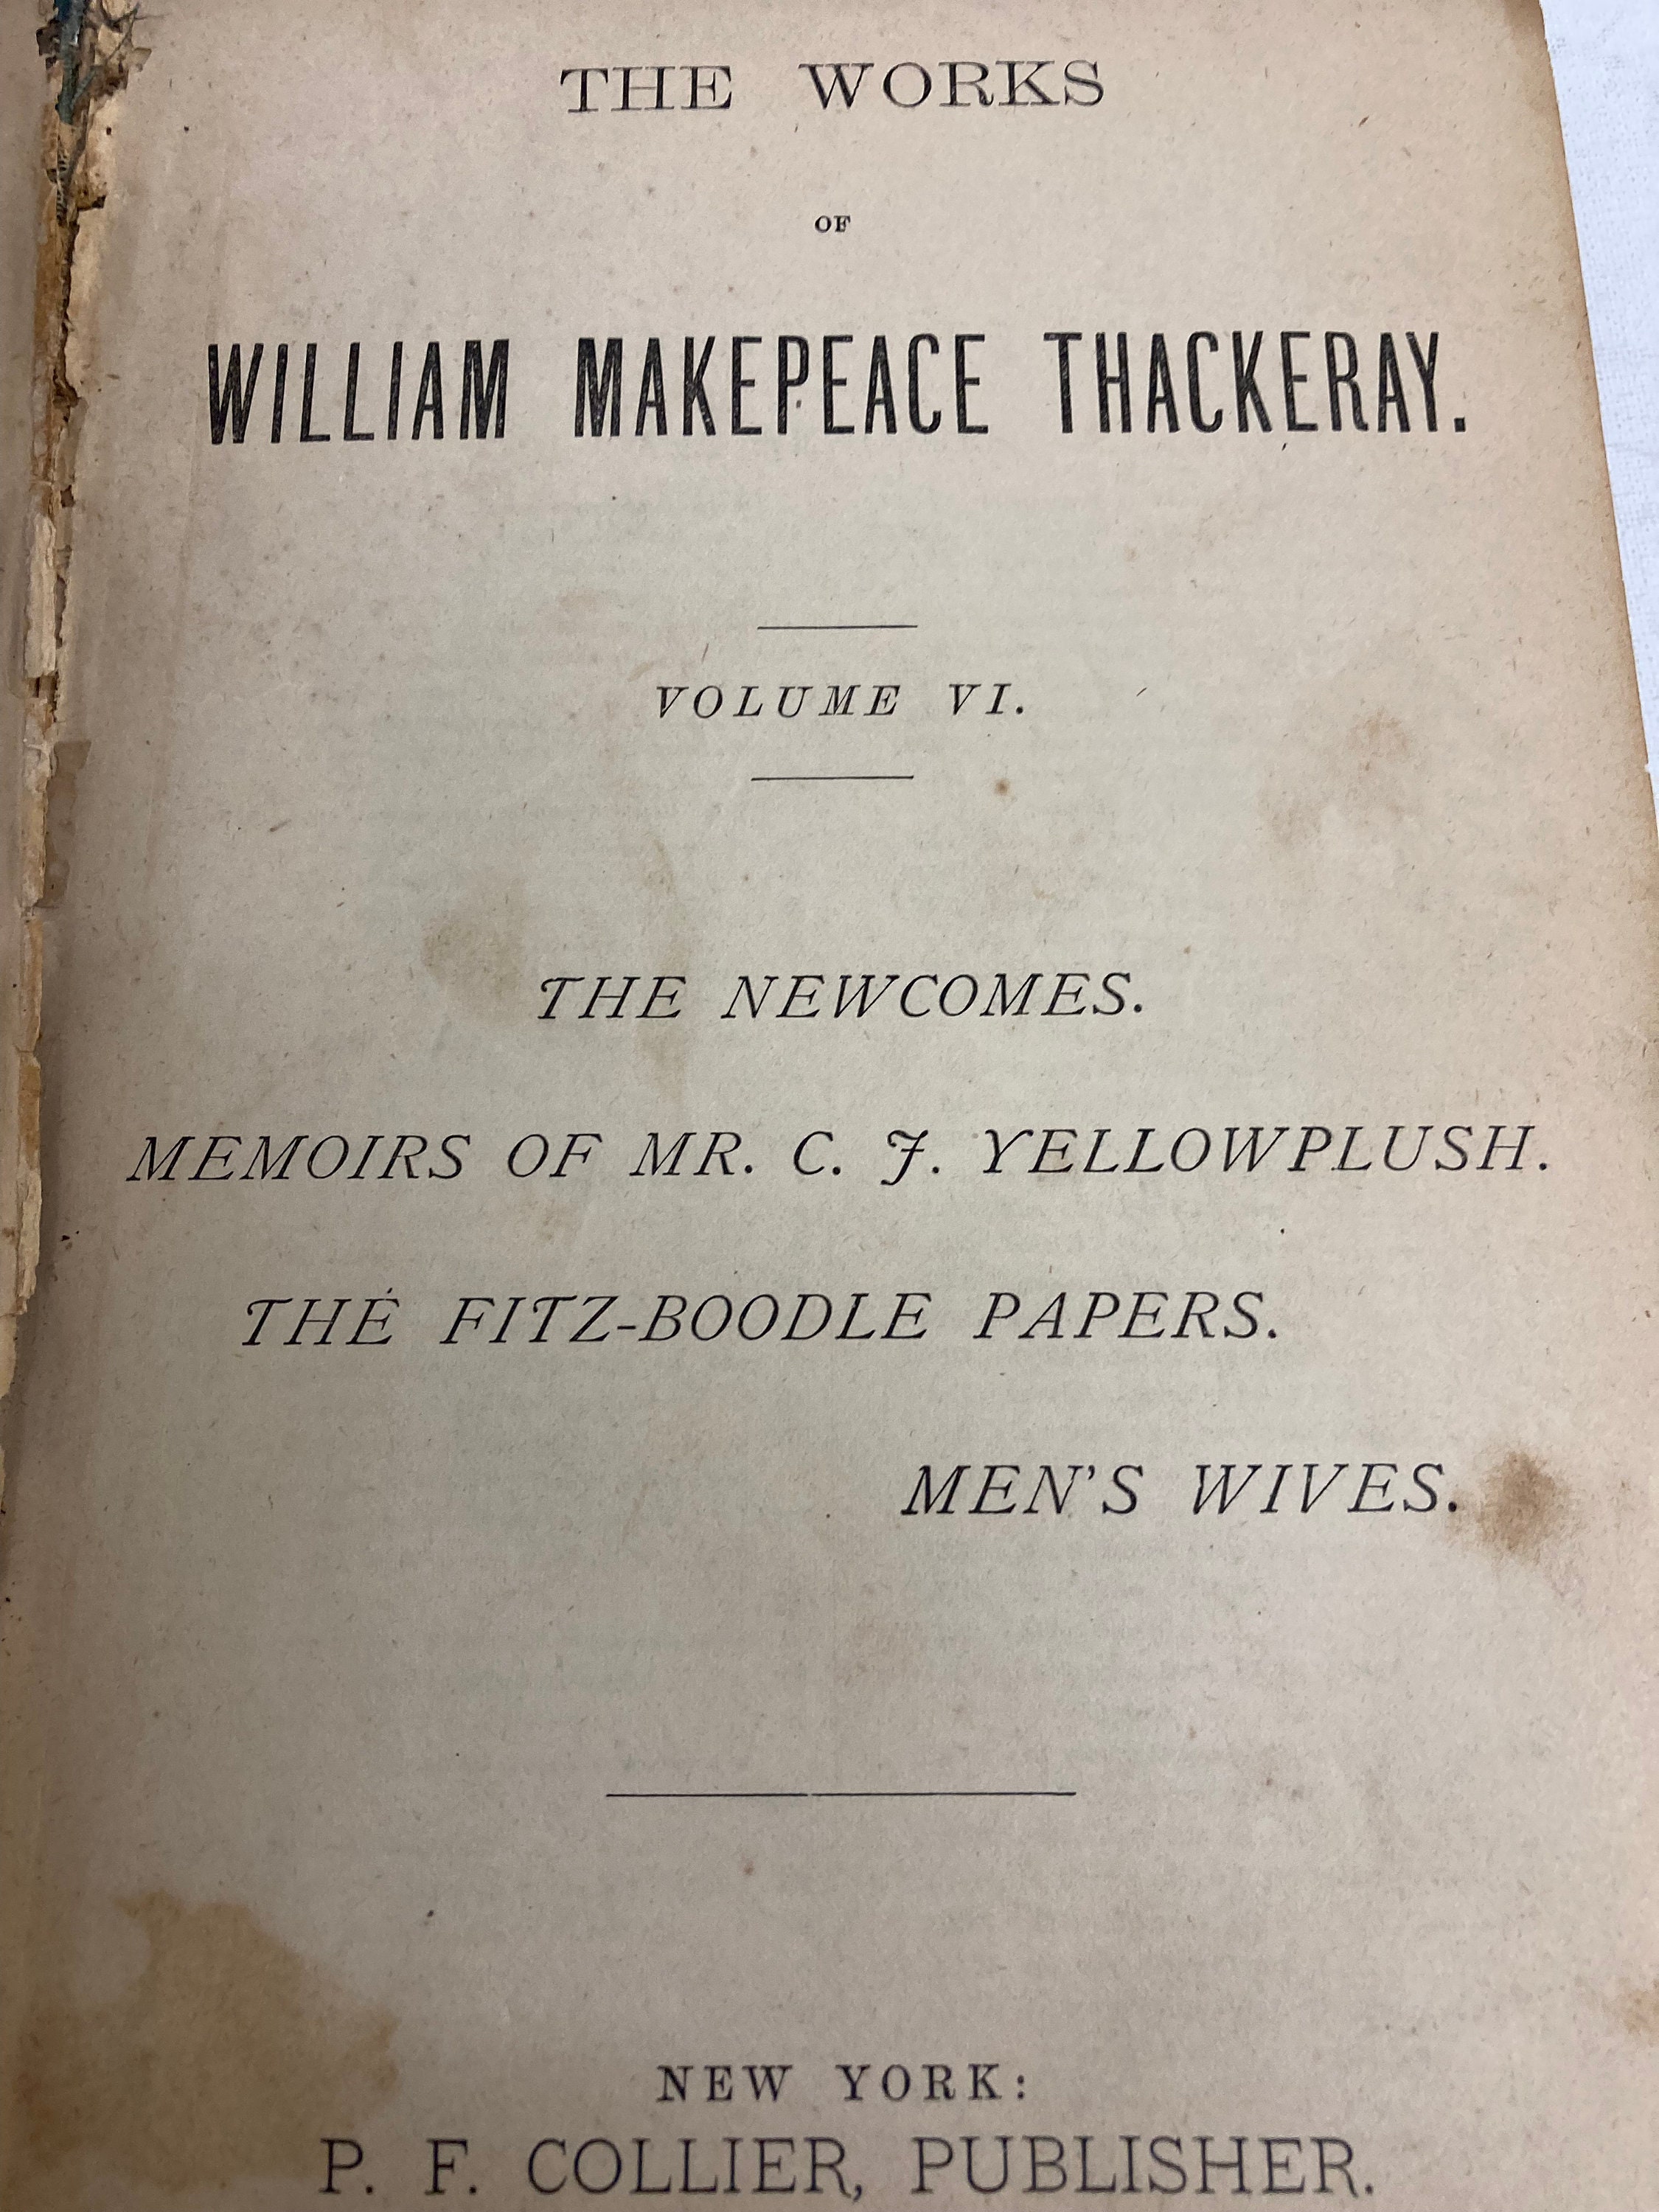 THE WORKS
OF
WILLIAM MAKEPEACE THACKERAY.
VOLUME VI.
THE NEWCOMES.
MEMOIRS OF MR. C. J. YELLOWPLUSH.
THE FITZ-BOODLE PAPERS.
MEN'S WIVES.
NEW YORK:
P. F. COLLIER, PUBLISHER.